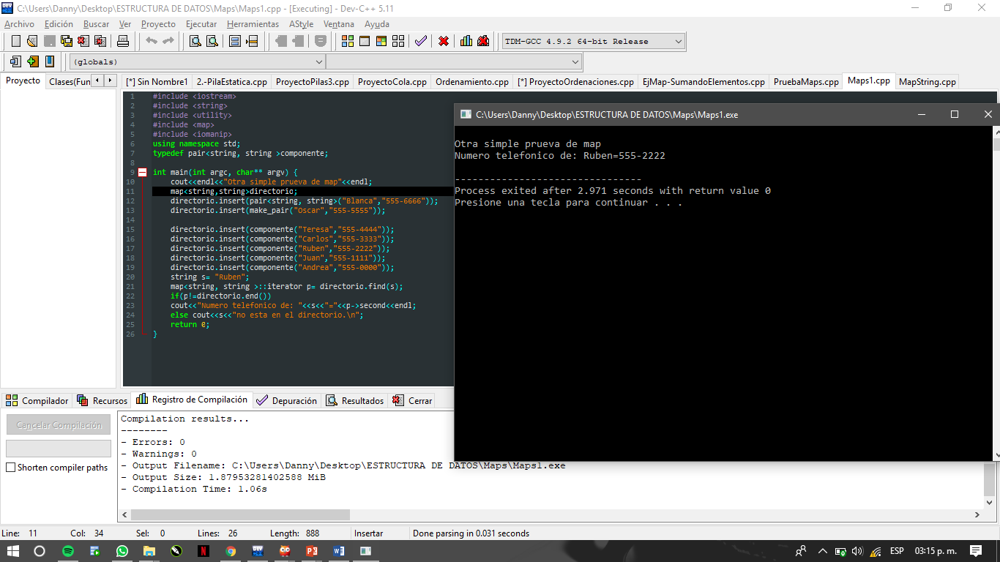 C:\Users\Danny\Desktop\ESTRUCTURA DE DATOS\Maps\Maps1.cpp - [Executing] - Dev-C++ 5.11
Archivo Edición Buscar Ver Proyecto Ejecutar Herramientas AStyle Ventana Ayuda
TDM-GCC 4.9.2 64-bit Release
(globals)
Proyecto Clases(Fun
[*] Sin Nombre1 2.-PilaEstatica.cpp ProyectoPilas3.cpp ProyectoCola.cpp Ordenamiento.cpp [*] ProyectoOrdenaciones.cpp EjMap-SumandoElementos.cpp PruebaMaps.cpp Maps1.cpp MapString.cpp
1 #include <iostream>
2 #include <string>
3 #include <utility>
4 #include <map>
5 #include <iomanip>
6 using namespace std;
7 typedef pair<string, string >componente;
8
9 int main(int argc, char** argv) {
10 cout<<endl<<"Otra simple prueva de map"<<endl;
11 map<string,string>directorio;
12 directorio.insert(pair<string, string>("Blanca","555-6666"));
13 directorio.insert(make_pair("Oscar","555-5555"));
14
15 directorio.insert(componente("Teresa","555-4444"));
16 directorio.insert(componente("Carlos","555-3333"));
17 directorio.insert(componente("Ruben","555-2222"));
18 directorio.insert(componente("Juan","555-1111"));
19 directorio.insert(componente("Andrea","555-0000"));
20 string s= "Ruben";
21 map<string, string >::iterator p= directorio.find(s);
22 if(p!=directorio.end())
23 cout<<"Numero telefonico de: "<<s<<"="<<p->second<<endl;
24 else cout<<s<<"no esta en el directorio.\n";
25 return 0;
26 }
C:\Users\Danny\Desktop\ESTRUCTURA DE DATOS\Maps\Maps1.exe
Otra simple prueva de map
Numero telefonico de: Ruben=555-2222
--------------------------------
Process exited after 2.971 seconds with return value 0
Presione una tecla para continuar . . .
Compilador Recursos Registro de Compilación Depuración Resultados Cerrar
Cancelar Compilación
Shorten compiler paths
Compilation results...
--------
- Errors: 0
- Warnings: 0
- Output Filename: C:\Users\Danny\Desktop\ESTRUCTURA DE DATOS\Maps\Maps1.exe
- Output Size: 1.87953281402588 MiB
- Compilation Time: 1.06s
Line: 11 Col: 34 Sel: 0 Lines: 26 Length: 888 Insertar Done parsing in 0.031 seconds
ESP 03:15 p. m.